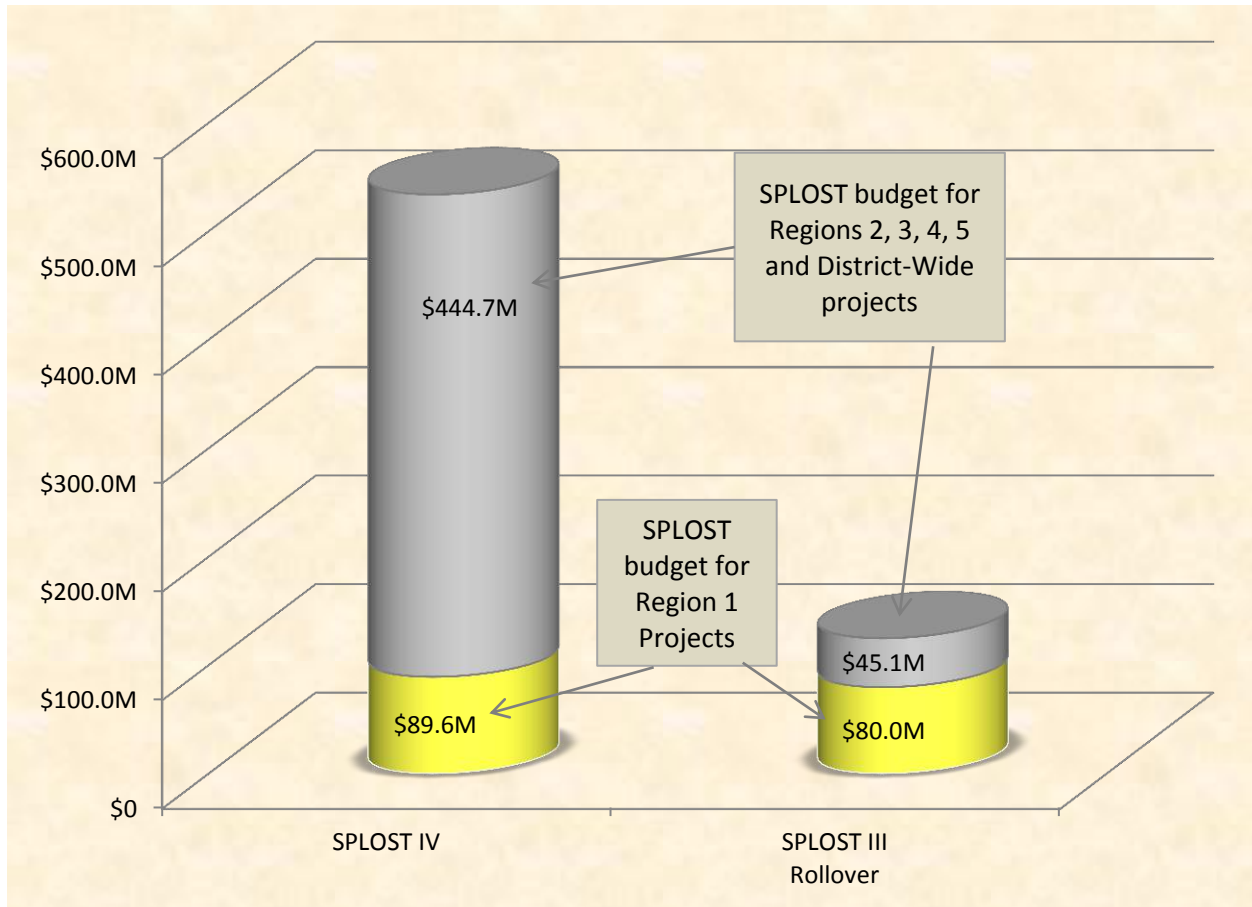 $600.0M
$500.0M
$400.0M
$300.0M
$200.0M
$100.0M
$0
SPLOST budget for
Regions 2, 3, 4, 5
and District-Wide
projects
$444.7M
SPLOST
budget for
Region 1
Projects
$45.1M
$89.6M
$80.0M
SPLOST IV
SPLOST III
Rollover